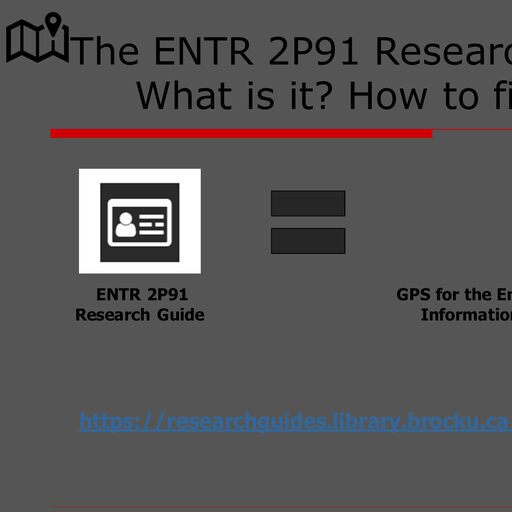 The ENTR 2P91 Researc
What is it? How to fi
ENTR 2P91
Research Guide
GPS for the En
Information
https://researchguides.library.brocku.ca